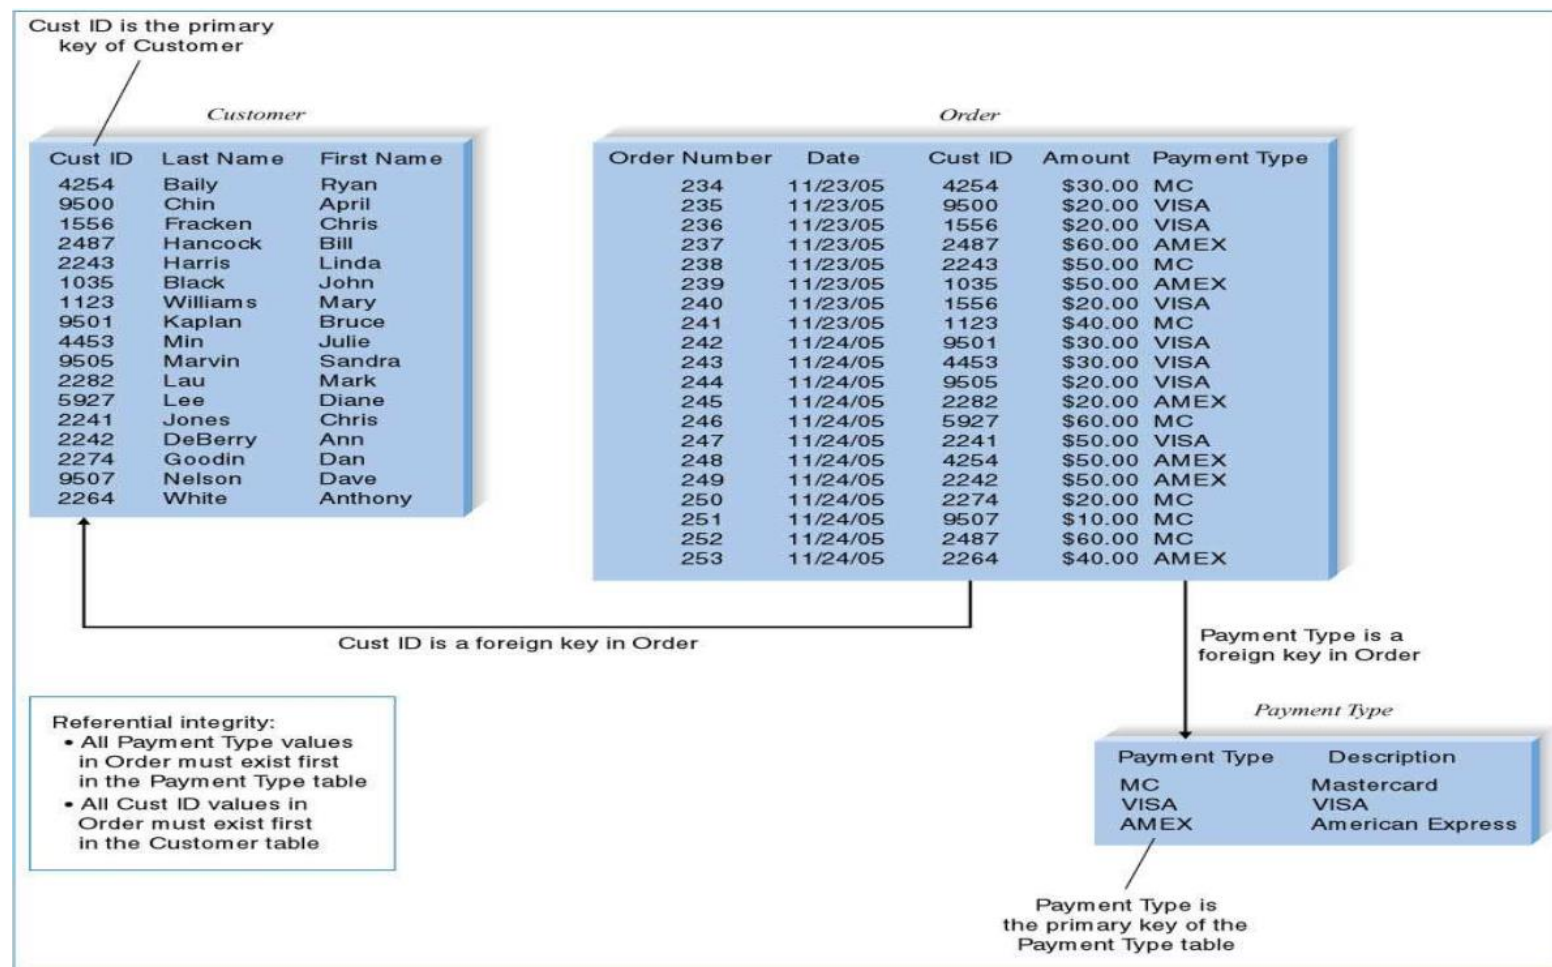 Cust ID is the primary
key of Customer
Customer
Cust ID Last Name First Name
4254 Baily Ryan
9500 Chin April
1556 Fracken Chris
2487 Hancock Bill
2243 Harris Linda
1035 Black John
1123 Williams Mary
9501 Kaplan Bruce
4453 Min Julie
9505 Marvin Sandra
2282 Lau Mark
5927 Lee Diane
2241 Jones Chris
2242 DeBerry Ann
2274 Goodin Dan
9507 Nelson Dave
2264 White Anthony
Order
Order Number Date Cust ID Amount Payment Type
234 11/23/05 4254 $30.00 MC
235 11/23/05 9500 $20.00 VISA
236 11/23/05 1556 $20.00 VISA
237 11/23/05 2487 $60.00 AMEX
238 11/23/05 2243 $50.00 MC
239 11/23/05 1035 $50.00 AMEX
240 11/23/05 1556 $20.00 VISA
241 11/23/05 1123 $40.00 MC
242 11/24/05 9501 $30.00 VISA
243 11/24/05 4453 $30.00 VISA
244 11/24/05 9505 $20.00 VISA
245 11/24/05 2282 $20.00 AMEX
246 11/24/05 5927 $60.00 MC
247 11/24/05 2241 $50.00 VISA
248 11/24/05 4254 $50.00 AMEX
249 11/24/05 2242 $50.00 AMEX
250 11/24/05 2274 $20.00 MC
251 11/24/05 9507 $10.00 MC
252 11/24/05 2487 $60.00 MC
253 11/24/05 2264 $40.00 AMEX
Cust ID is a foreign key in Order
Payment Type is a
foreign key in Order
Referential integrity:
• All Payment Type values
in Order must exist first
in the Payment Type table
• All Cust ID values in
Order must exist first
in the Customer table
Payment Type
Payment Type Description
MC Mastercard
VISA VISA
AMEX American Express
Payment Type is
the primary key of the
Payment Type table